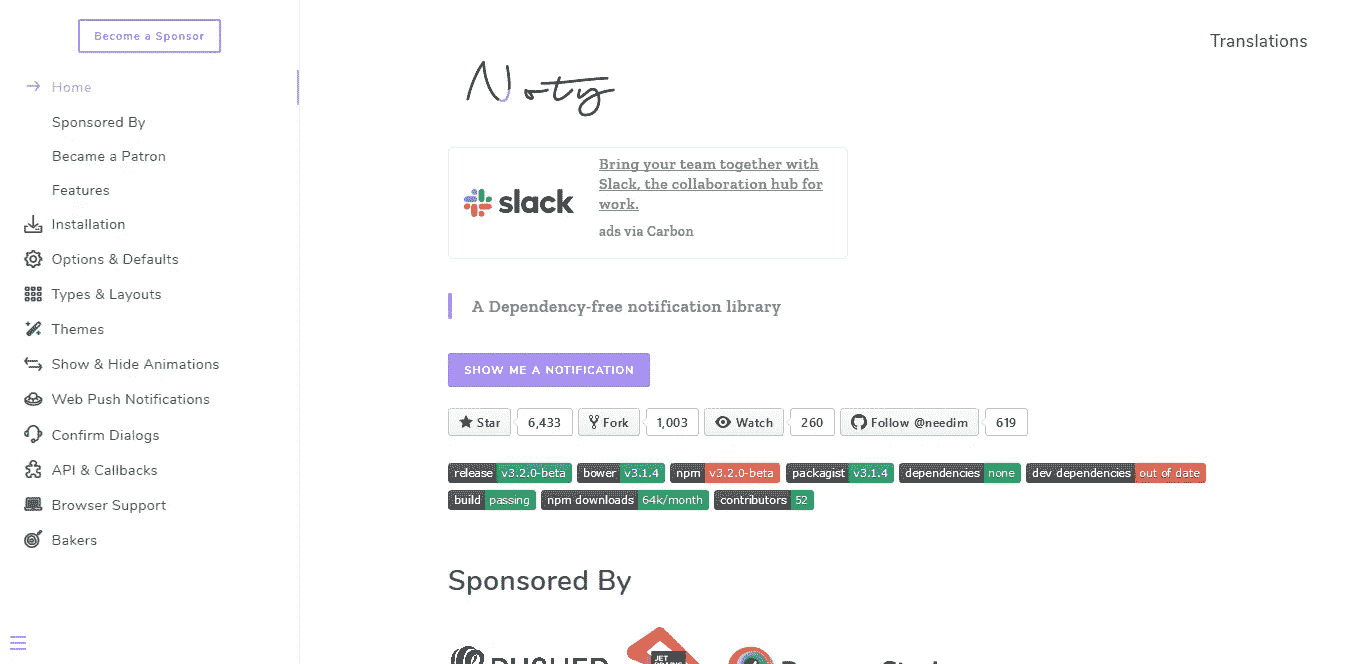 Become a Sponsor
Home
Sponsored By
Became a Patron
Features
Installation
Options & Defaults
Types & Layouts
Themes
Show & Hide Animations
Web Push Notifications
Confirm Dialogs
API & Callbacks
Browser Support
Bakers
Translations
Noty
slack
Bring your team together with
Slack, the collaboration hub for
work.
ads via Carbon
A Dependency-free notification library
SHOW ME A NOTIFICATION
Star 6,433 Fork 1,003 Watch 260 Follow @needim 619
release v3.2.0-beta bower v3.1.4 npm v3.2.0-beta packagist v3.1.4 dependencies none dev dependencies out of date
build passing npm downloads 64k/month contributors 52
Sponsored By
PUSHER JET